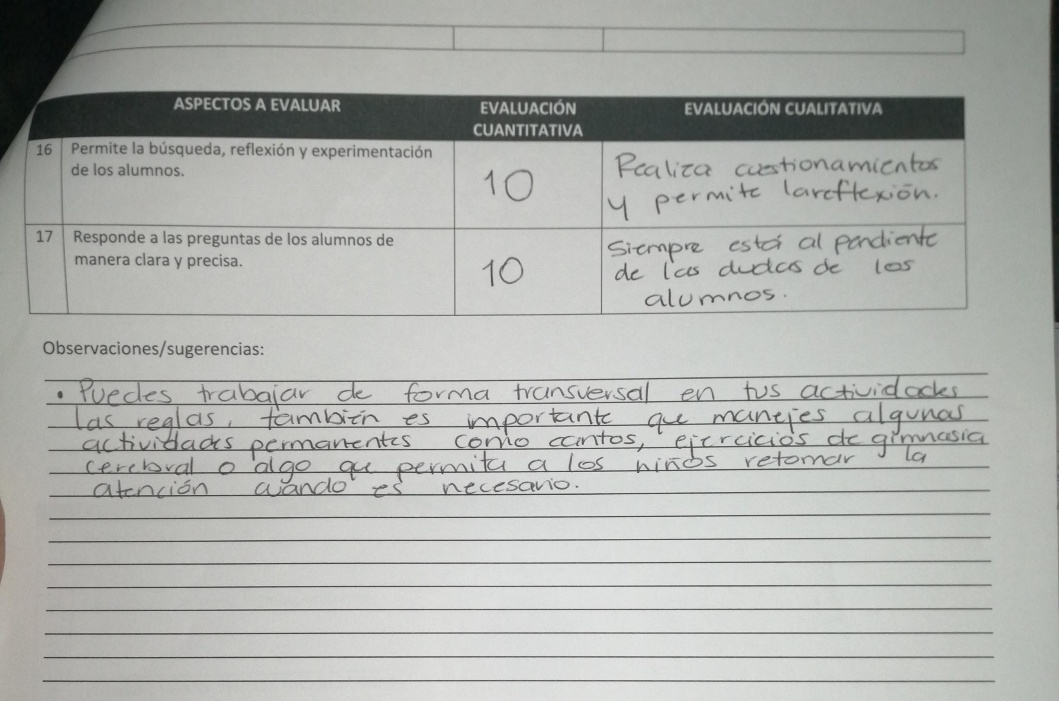 ASPECTOS A EVALUAR EVALUACIÓN CUANTITATIVA EVALUACIÓN CUALITATIVA
16 Permite la búsqueda, reflexión y experimentación
de los alumnos.
10
Realiza cuestionamientos
y permite lareflexión.
17 Responde a las preguntas de los alumnos de
manera clara y precisa.
10
Siempre está al pendiente
de las dudas de los
alumnos.
Observaciones/sugerencias:
• Puedes trabajar de forma transversal en tus actividades
las reglas, también es importante que manejes algunas
actividades permanentes como cantos, ejercicios de gimnasia
cerebral o algo que permita a los niños retomar la
atención cuando es necesario.